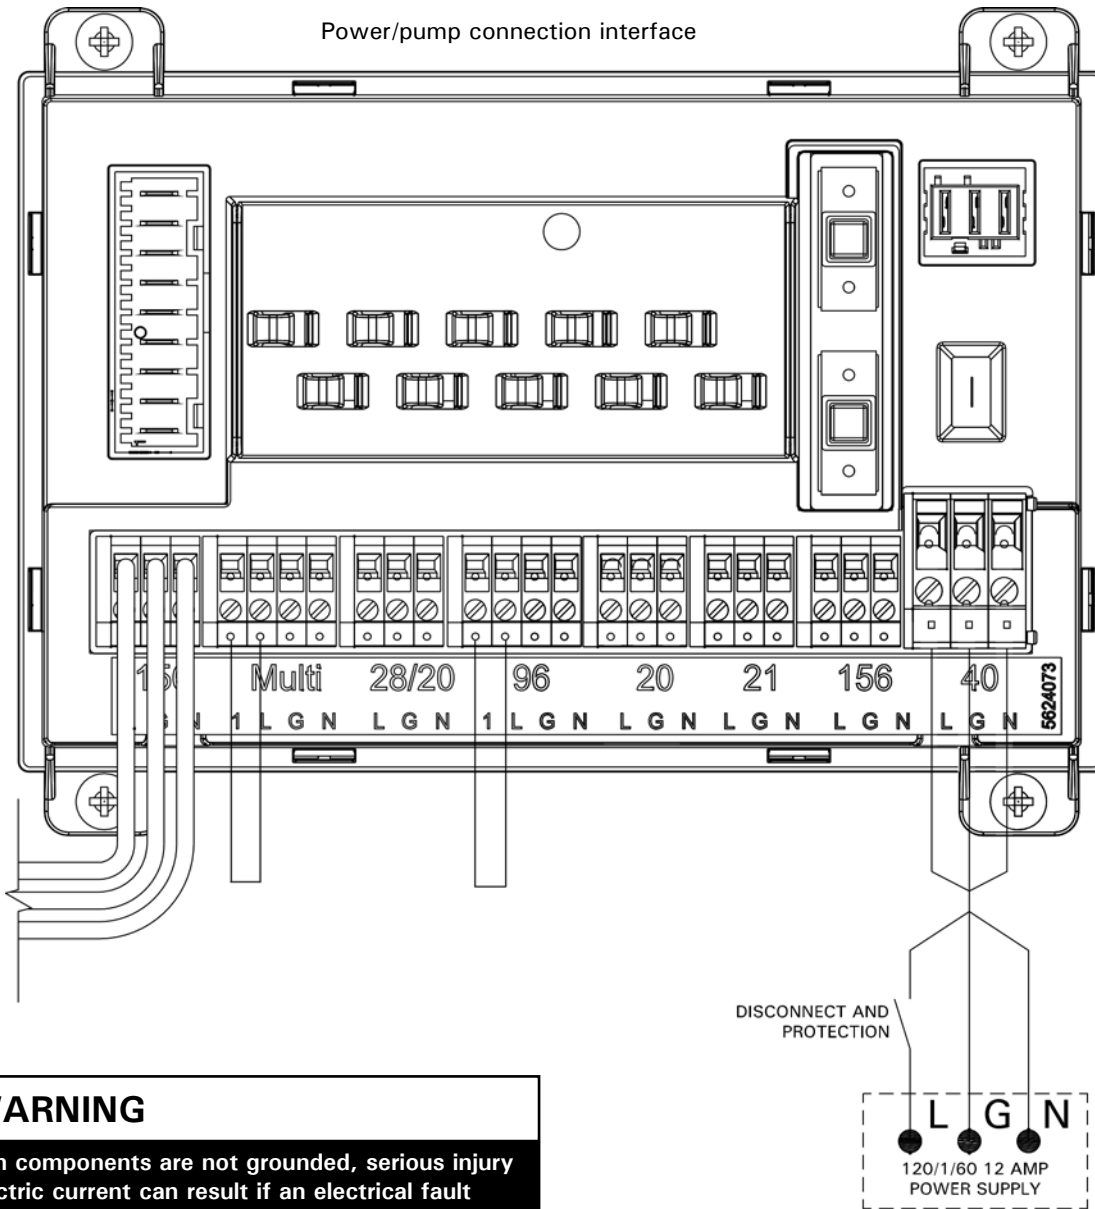 Power/pump connection interface
Multi 28/20 96 20 21 156 40
G N 1 L G N L G N 1 L G N L G N L G N L G N L G N
5624073
DISCONNECT AND
PROTECTION
L G N
120/1/60 12 AMP
POWER SUPPLY
WARNING
components are not grounded, serious injury
electric current can result if an electrical fault